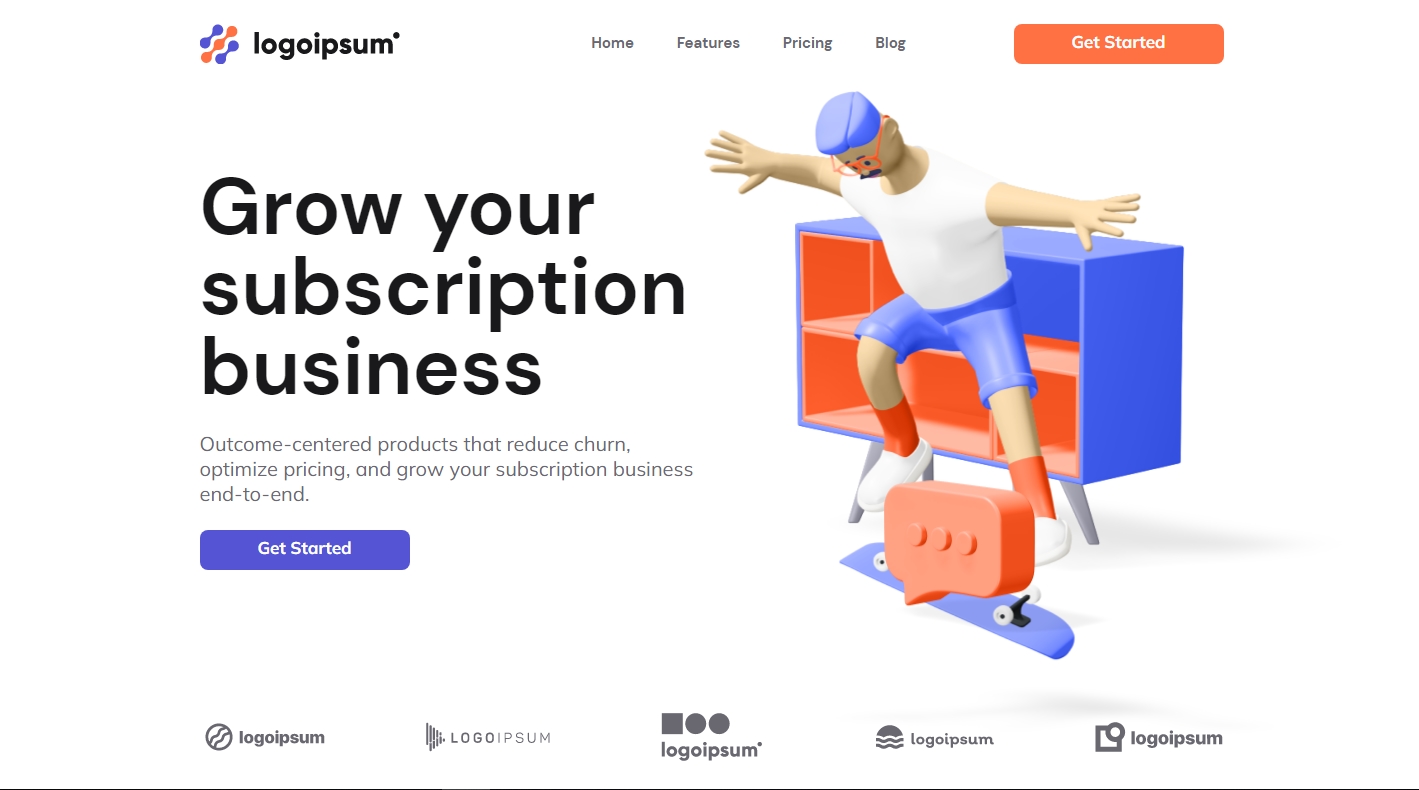 logoipsum
Home
Features
Pricing
Blog
Get Started
Grow your
subscription
business
Outcome-centered products that reduce churn,
optimize pricing, and grow your subscription business
end-to-end.
Get Started
logoipsum
LOGOIPSUM
logoipsum
logoipsum
logoipsum